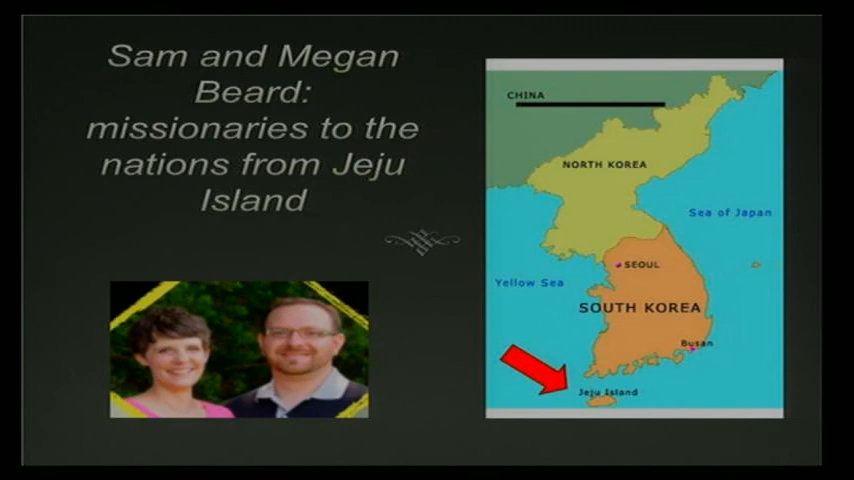 Sam and Megan
Beard:
missionaries to the
nations from Jeju
Island
CHINA
NORTH KOREA
Sea of Japan
SEOUL
Yellow Sea
SOUTH KOREA
Busan
Jeju Island